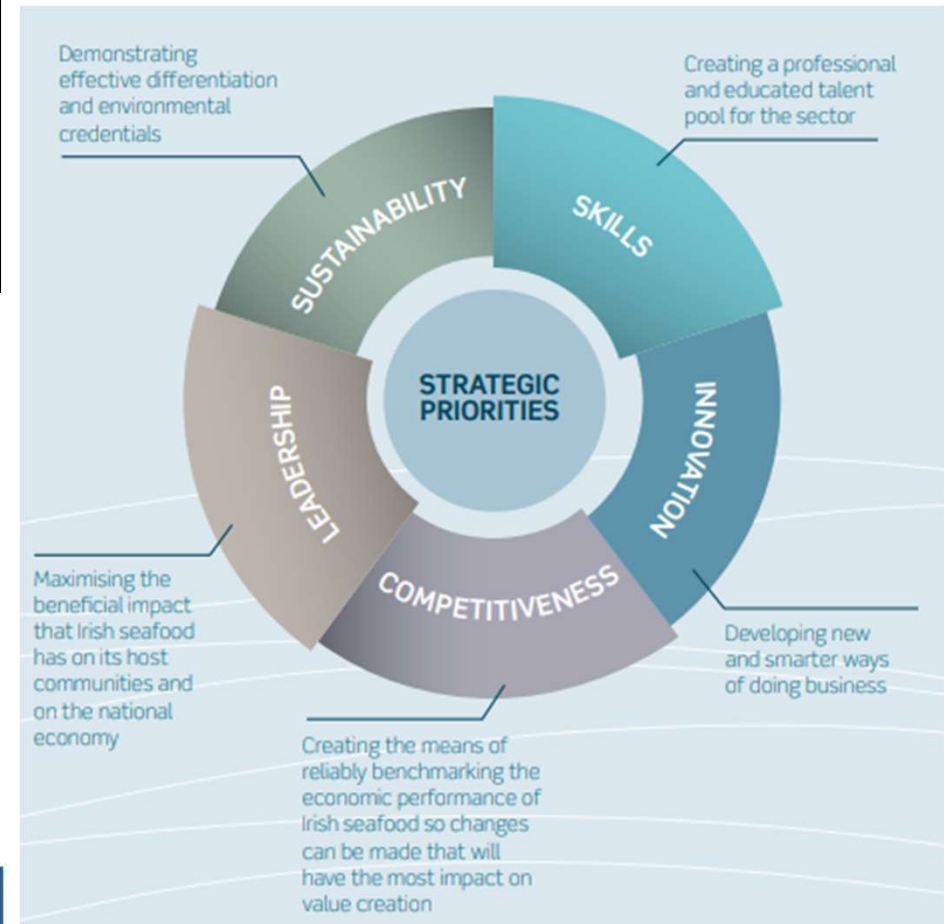 Demonstrating
effective differentiation
and environmental
credentials
Creating a professional
and educated talent
pool for the sector
SUSTAINABILITY
SKILLS
STRATEGIC
PRIORITIES
LEADERSHIP
INNOVATION
COMPETITIVENESS
Maximising the
beneficial impact
that Irish seafood
has on its host
communities and
on the national
economy
Developing new
and smarter ways
of doing business
Creating the means of
reliably benchmarking the
economic performance of
Irish seafood so changes
can be made that will
have the most impact on
value creation